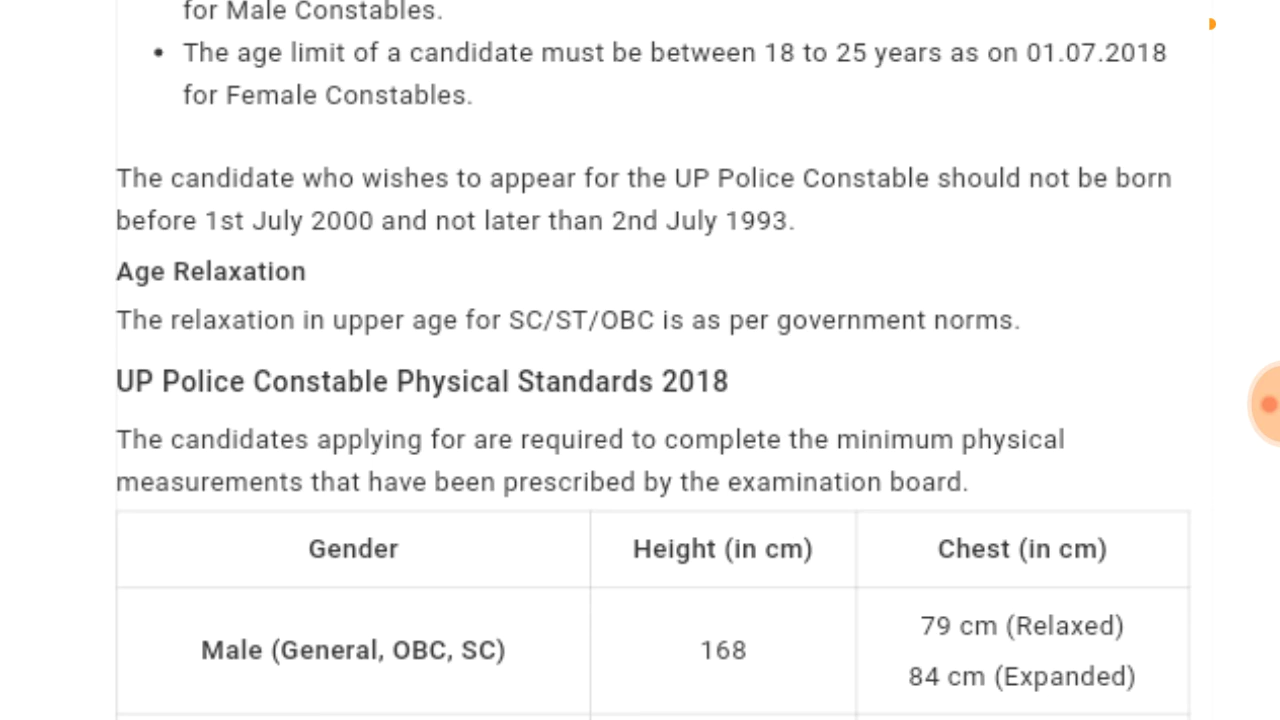 for Male Constables.
• The age limit of a candidate must be between 18 to 25 years as on 01.07.2018
for Female Constables.
The candidate who wishes to appear for the UP Police Constable should not be born
before 1st July 2000 and not later than 2nd July 1993.
Age Relaxation
The relaxation in upper age for SC/ST/OBC is as per government norms.
UP Police Constable Physical Standards 2018
The candidates applying for are required to complete the minimum physical
measurements that have been prescribed by the examination board.
Gender Height (in cm) Chest (in cm)
Male (General, OBC, SC) 168 79 cm (Relaxed)
84 cm (Expanded)